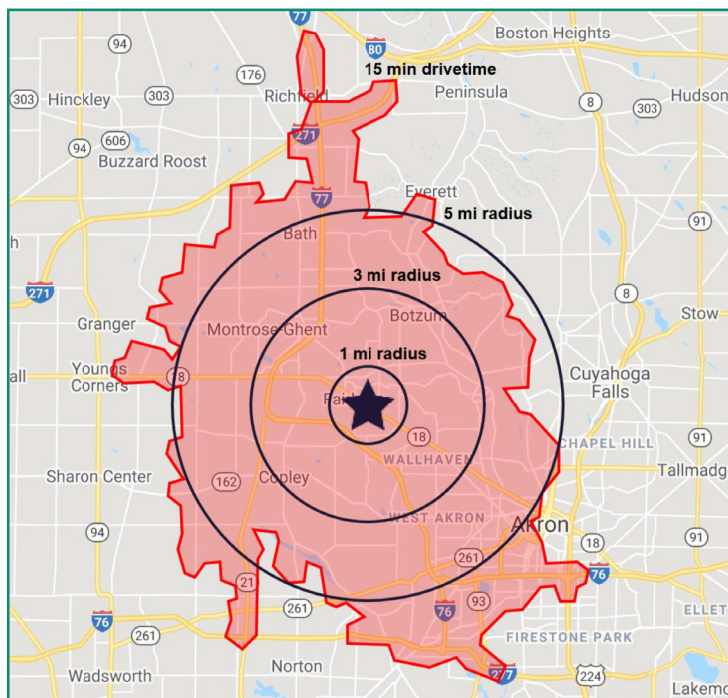 77
94
80
Boston Heights
15 min drivetime
176
Richfield
Peninsula
Hudson
303
Hinckley
303
8
303
271
94
606
Buzzard Roost
77
Everett
91
5 mi radius
Bath
3 mi radius
271
8
Granger
Montrose-Ghent
Botzum
Stow
1 mi radius
Youngs
Corners
18
Cuyahoga
Falls
18
CHAPEL HILL
WALLHAVEN
Sharon Center
162
Copley
Tallmadg
WEST AKRON
Akron
94
18
91
261
76
21
93
76
261
76
261
ELLET
FIRESTONE PARK
Norton
Wadsworth
277
224
Lakemo